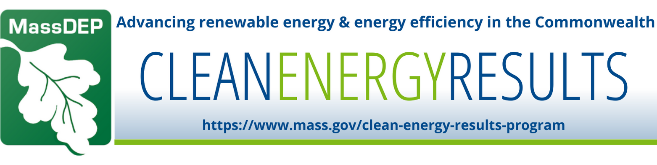 MassDEP
Advancing renewable energy & energy efficiency in the Commonwealth
CLEANENERGYRESULTS
https://www.mass.gov/clean-energy-results-program